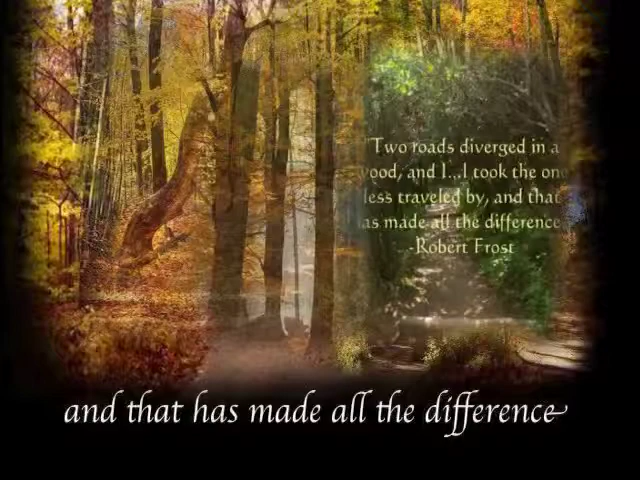 "Two roads diverged in a
wood, and I...I took the one
less traveled by, and that
as made all the difference
-Robert Frost
and that has made all the difference